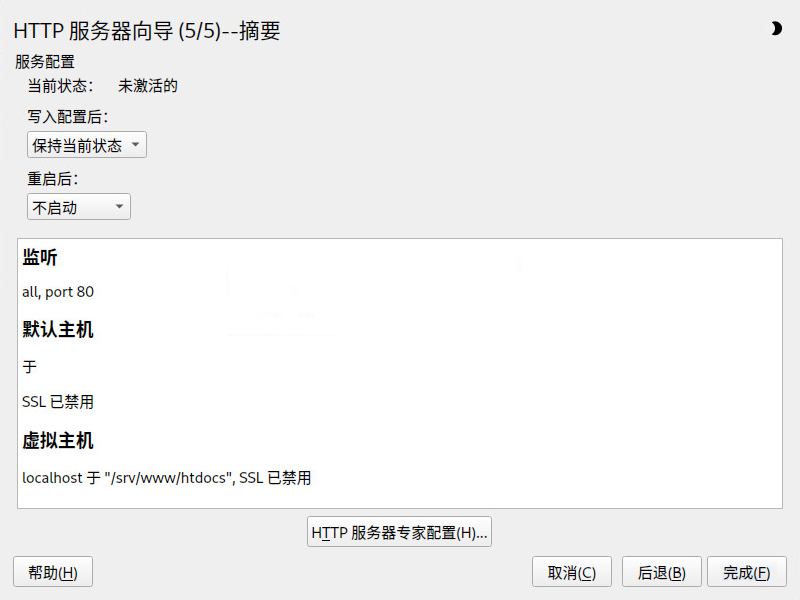 HTTP 服务器向导 (5/5)--摘要
服务配置
当前状态： 未激活的
写入配置后：
保持当前状态
重启后：
不启动
监听
all, port 80
默认主机
于
SSL 已禁用
虚拟主机
localhost 于 "/srv/www/htdocs", SSL 已禁用
HTTP 服务器专家配置(H)...
帮助(H) 取消(C) 后退(B) 完成(F)